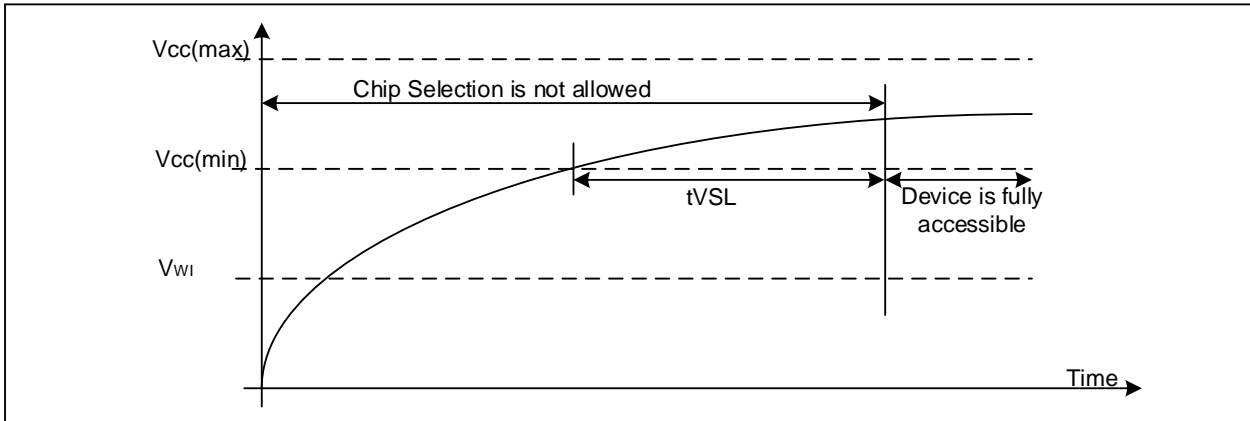 Vcc(max)
Chip Selection is not allowed
Vcc(min)
tVSL
Device is fully
accessible
VWI
Time